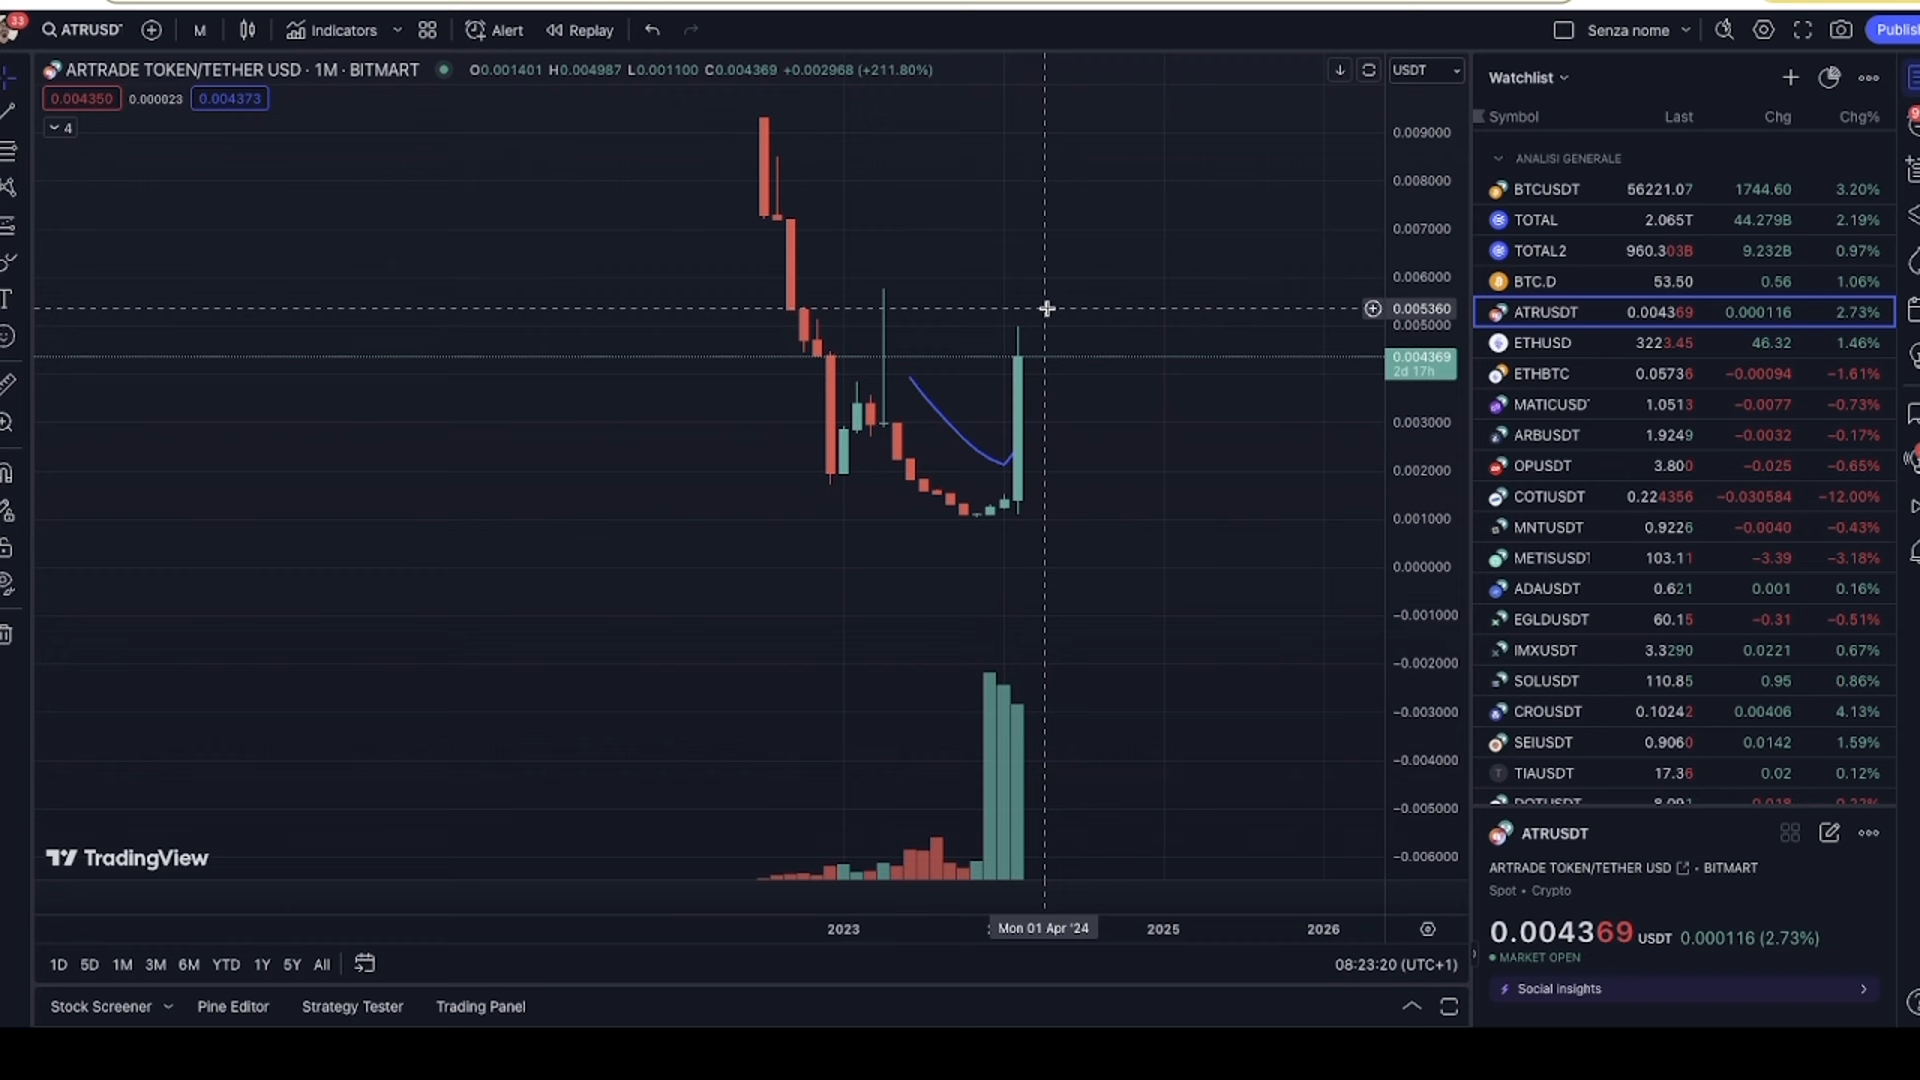 33
ATRUSD
M
Indicators
Alert
Replay
Senza nome
Publish
ARTRADE TOKEN/TETHER USD · 1M · BITMART
O0.001401 H0.004987 L0.001100 C0.004369 +0.002968 (+211.80%)
USDT
0.004350 0.000023 0.004373
4
0.009000
0.008000
0.007000
0.006000
0.005360
0.005000
0.004369
2d 17h
0.003000
0.002000
0.001000
0.000000
−0.001000
−0.002000
−0.003000
−0.004000
−0.005000
−0.006000
TradingView
2023
Mon 01 Apr '24
2025
2026
1D 5D 1M 3M 6M YTD 1Y 5Y All
08:23:20 (UTC+1)
Stock Screener
Pine Editor
Strategy Tester
Trading Panel
Watchlist
Symbol Last Chg Chg%
ANALISI GENERALE
BTCUSDT 56221.07 1744.60 3.20%
TOTAL 2.065T 44.279B 2.19%
TOTAL2 960.303B 9.232B 0.97%
BTC.D 53.50 0.56 1.06%
ATRUSDT 0.004369 0.000116 2.73%
ETHUSD 3223.45 46.32 1.46%
ETHBTC 0.05736 −0.00094 −1.61%
MATICUSD 1.0513 −0.0077 −0.73%
ARBUSDT 1.9249 −0.0032 −0.17%
OPUSDT 3.800 −0.025 −0.65%
COTIUSDT 0.224356 −0.030584 −12.00%
MNTUSDT 0.9226 −0.0040 −0.43%
METISUSDT 103.11 −3.39 −3.18%
ADAUSDT 0.621 0.001 0.16%
EGLDUSDT 60.15 −0.31 −0.51%
IMXUSDT 3.3290 0.0221 0.67%
SOLUSDT 110.85 0.95 0.86%
CROUSDT 0.10242 0.00406 4.13%
SEIUSDT 0.9060 0.0142 1.59%
TIAUSDT 17.36 0.02 0.12%
ATRUSDT
ARTRADE TOKEN/TETHER USD · BITMART
Spot • Crypto
0.004369 USDT 0.000116 (2.73%)
MARKET OPEN
Social insights